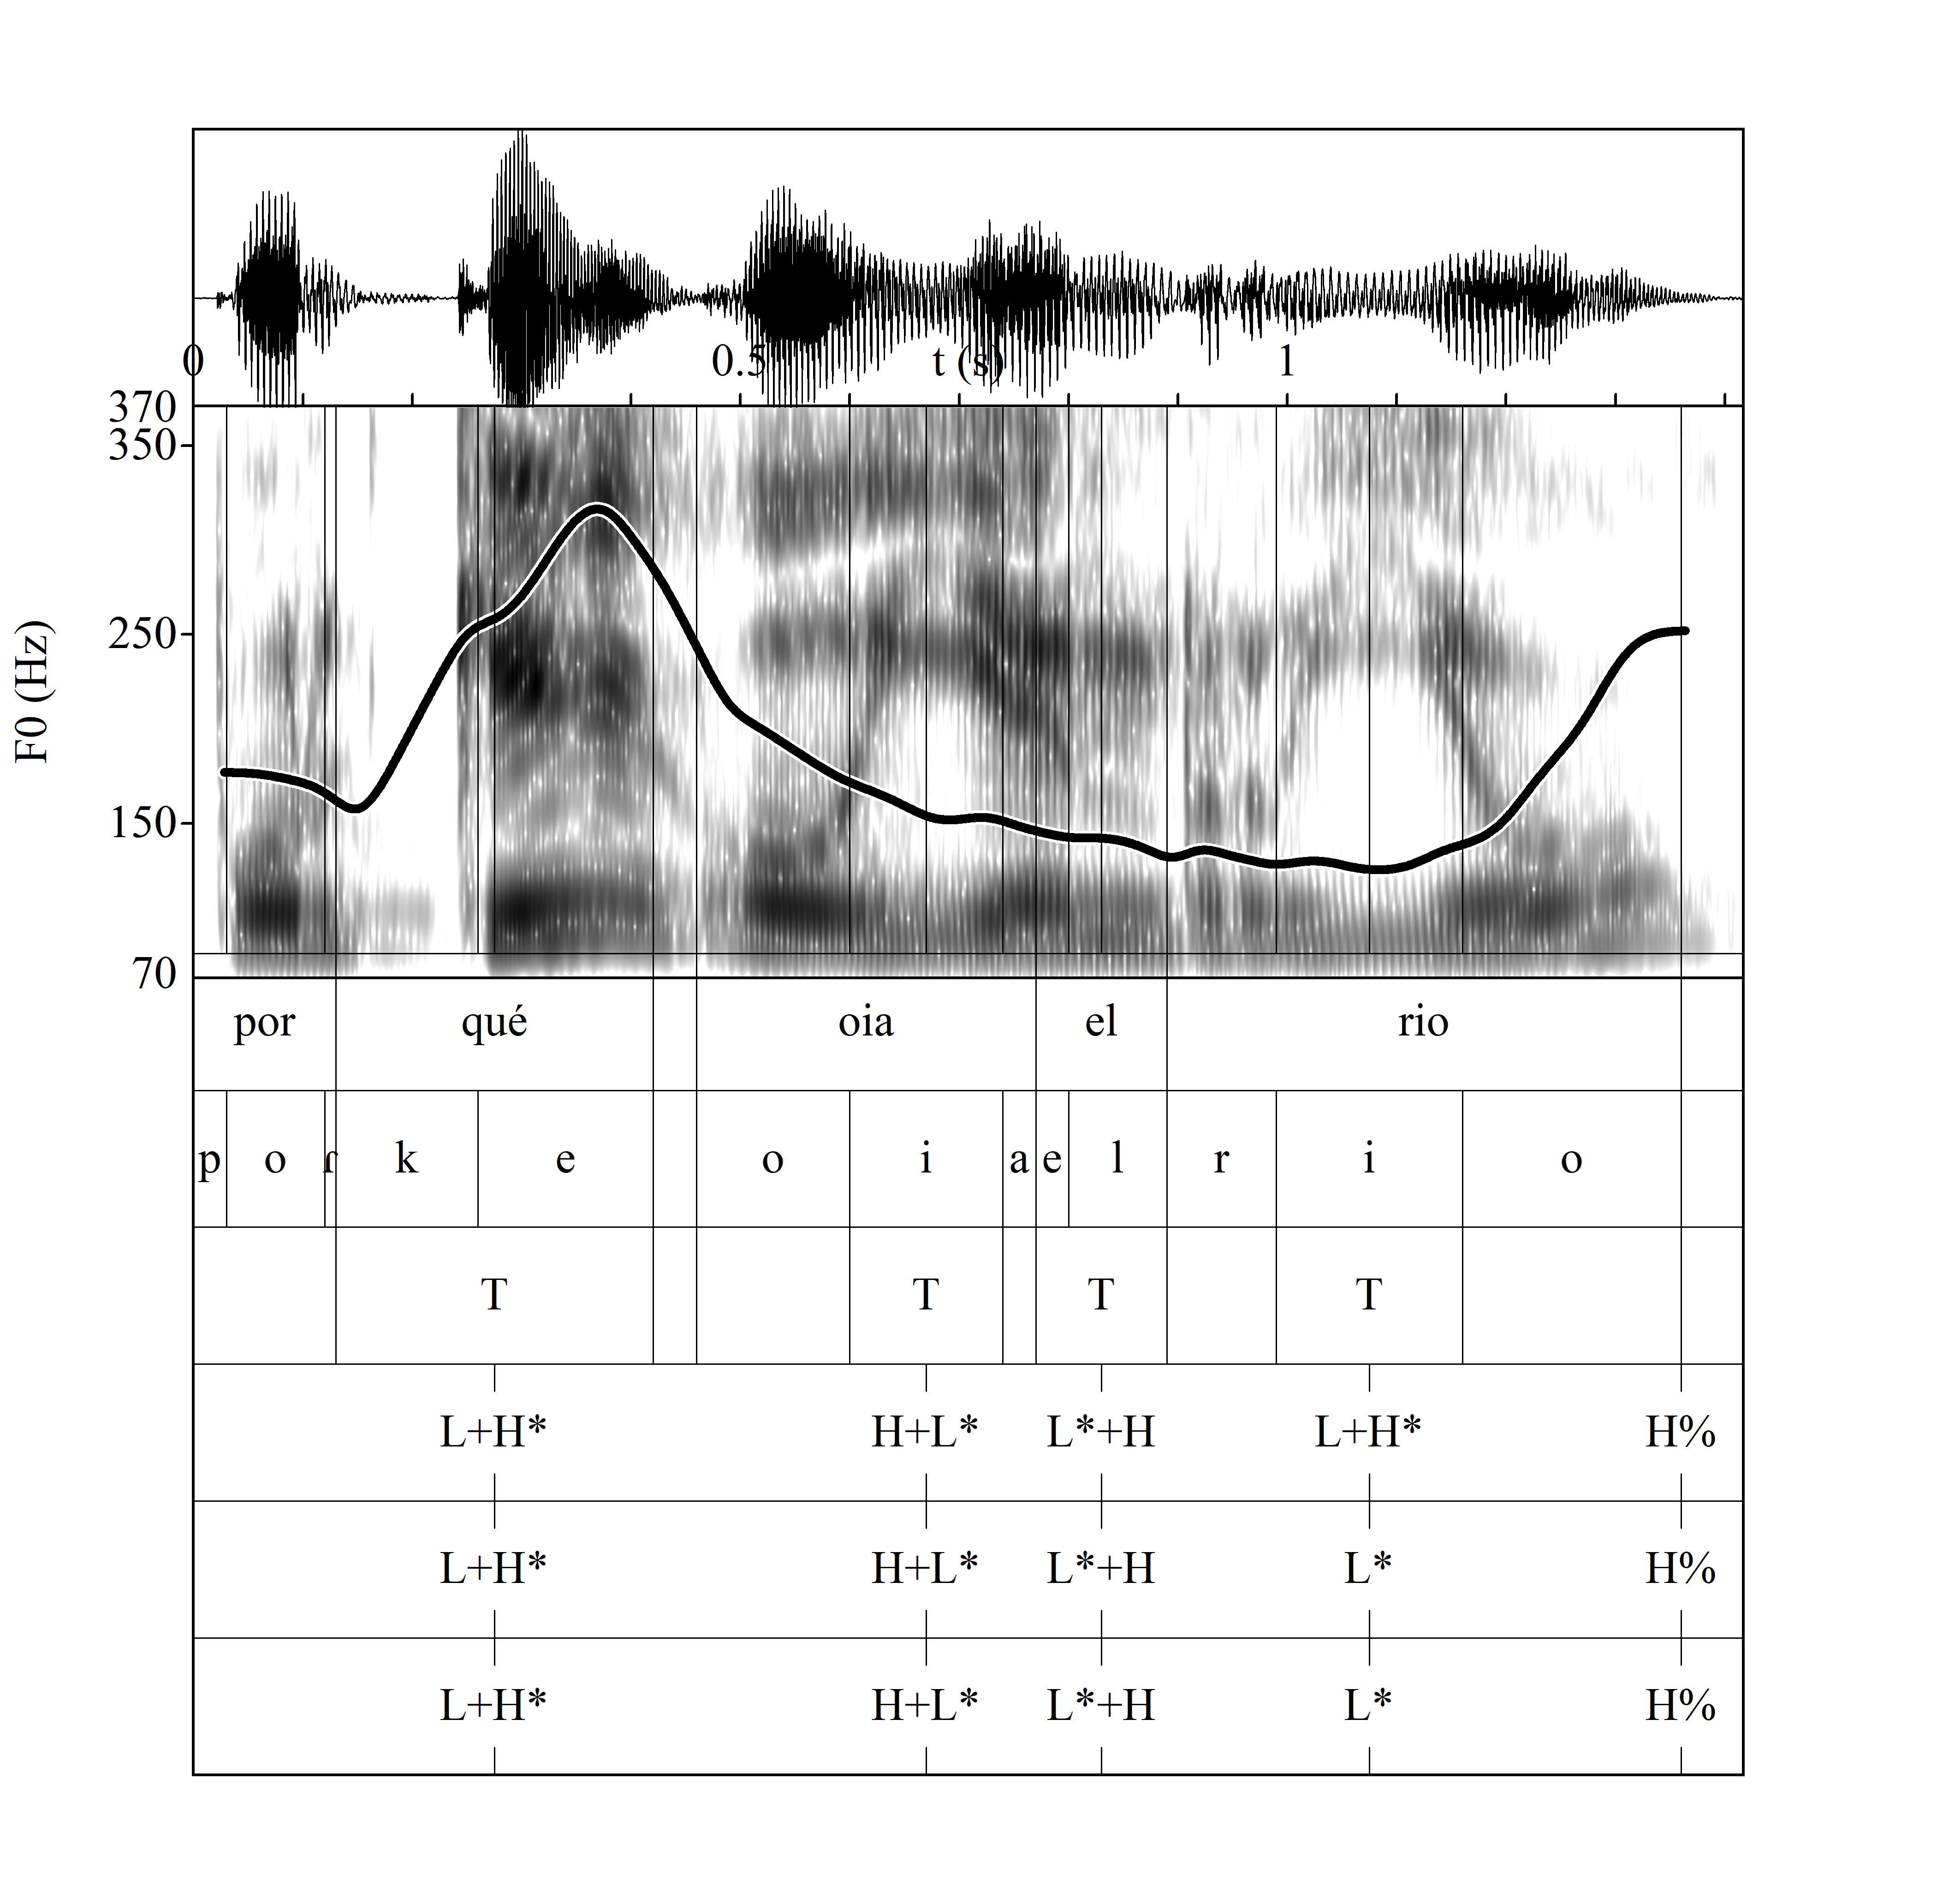 0 0.5 t (s) 1
370
350
250
150
70
F0 (Hz)
por qué oia el rio
p o ɾ k e o i a e l r i o
T T T T
L+H* H+L* L*+H L+H* H%
L+H* H+L* L*+H L* H%
L+H* H+L* L*+H L* H%